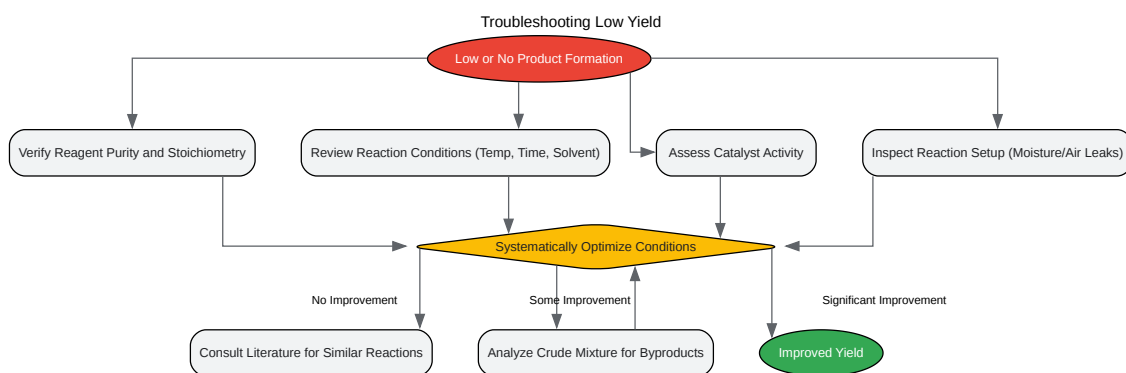 Troubleshooting Low Yield
Low or No Product Formation
Verify Reagent Purity and Stoichiometry
Review Reaction Conditions (Temp, Time, Solvent)
Assess Catalyst Activity
Inspect Reaction Setup (Moisture/Air Leaks)
Systematically Optimize Conditions
No Improvement
Some Improvement
Significant Improvement
Consult Literature for Similar Reactions
Analyze Crude Mixture for Byproducts
Improved Yield